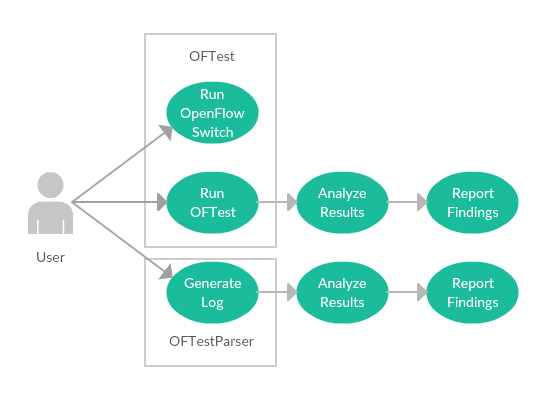 OFTest
Run
OpenFlow
Switch
Run
OFTest
Analyze
Results
Report
Findings
User
Generate
Log
Analyze
Results
Report
Findings
OFTestParser